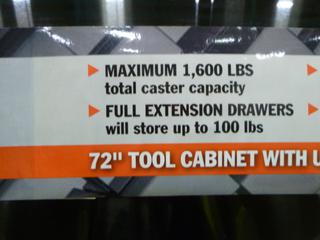 MAXIMUM 1,600 LBS
total caster capacity
FULL EXTENSION DRAWERS
will store up to 100 lbs
72" TOOL CABINET WITH U